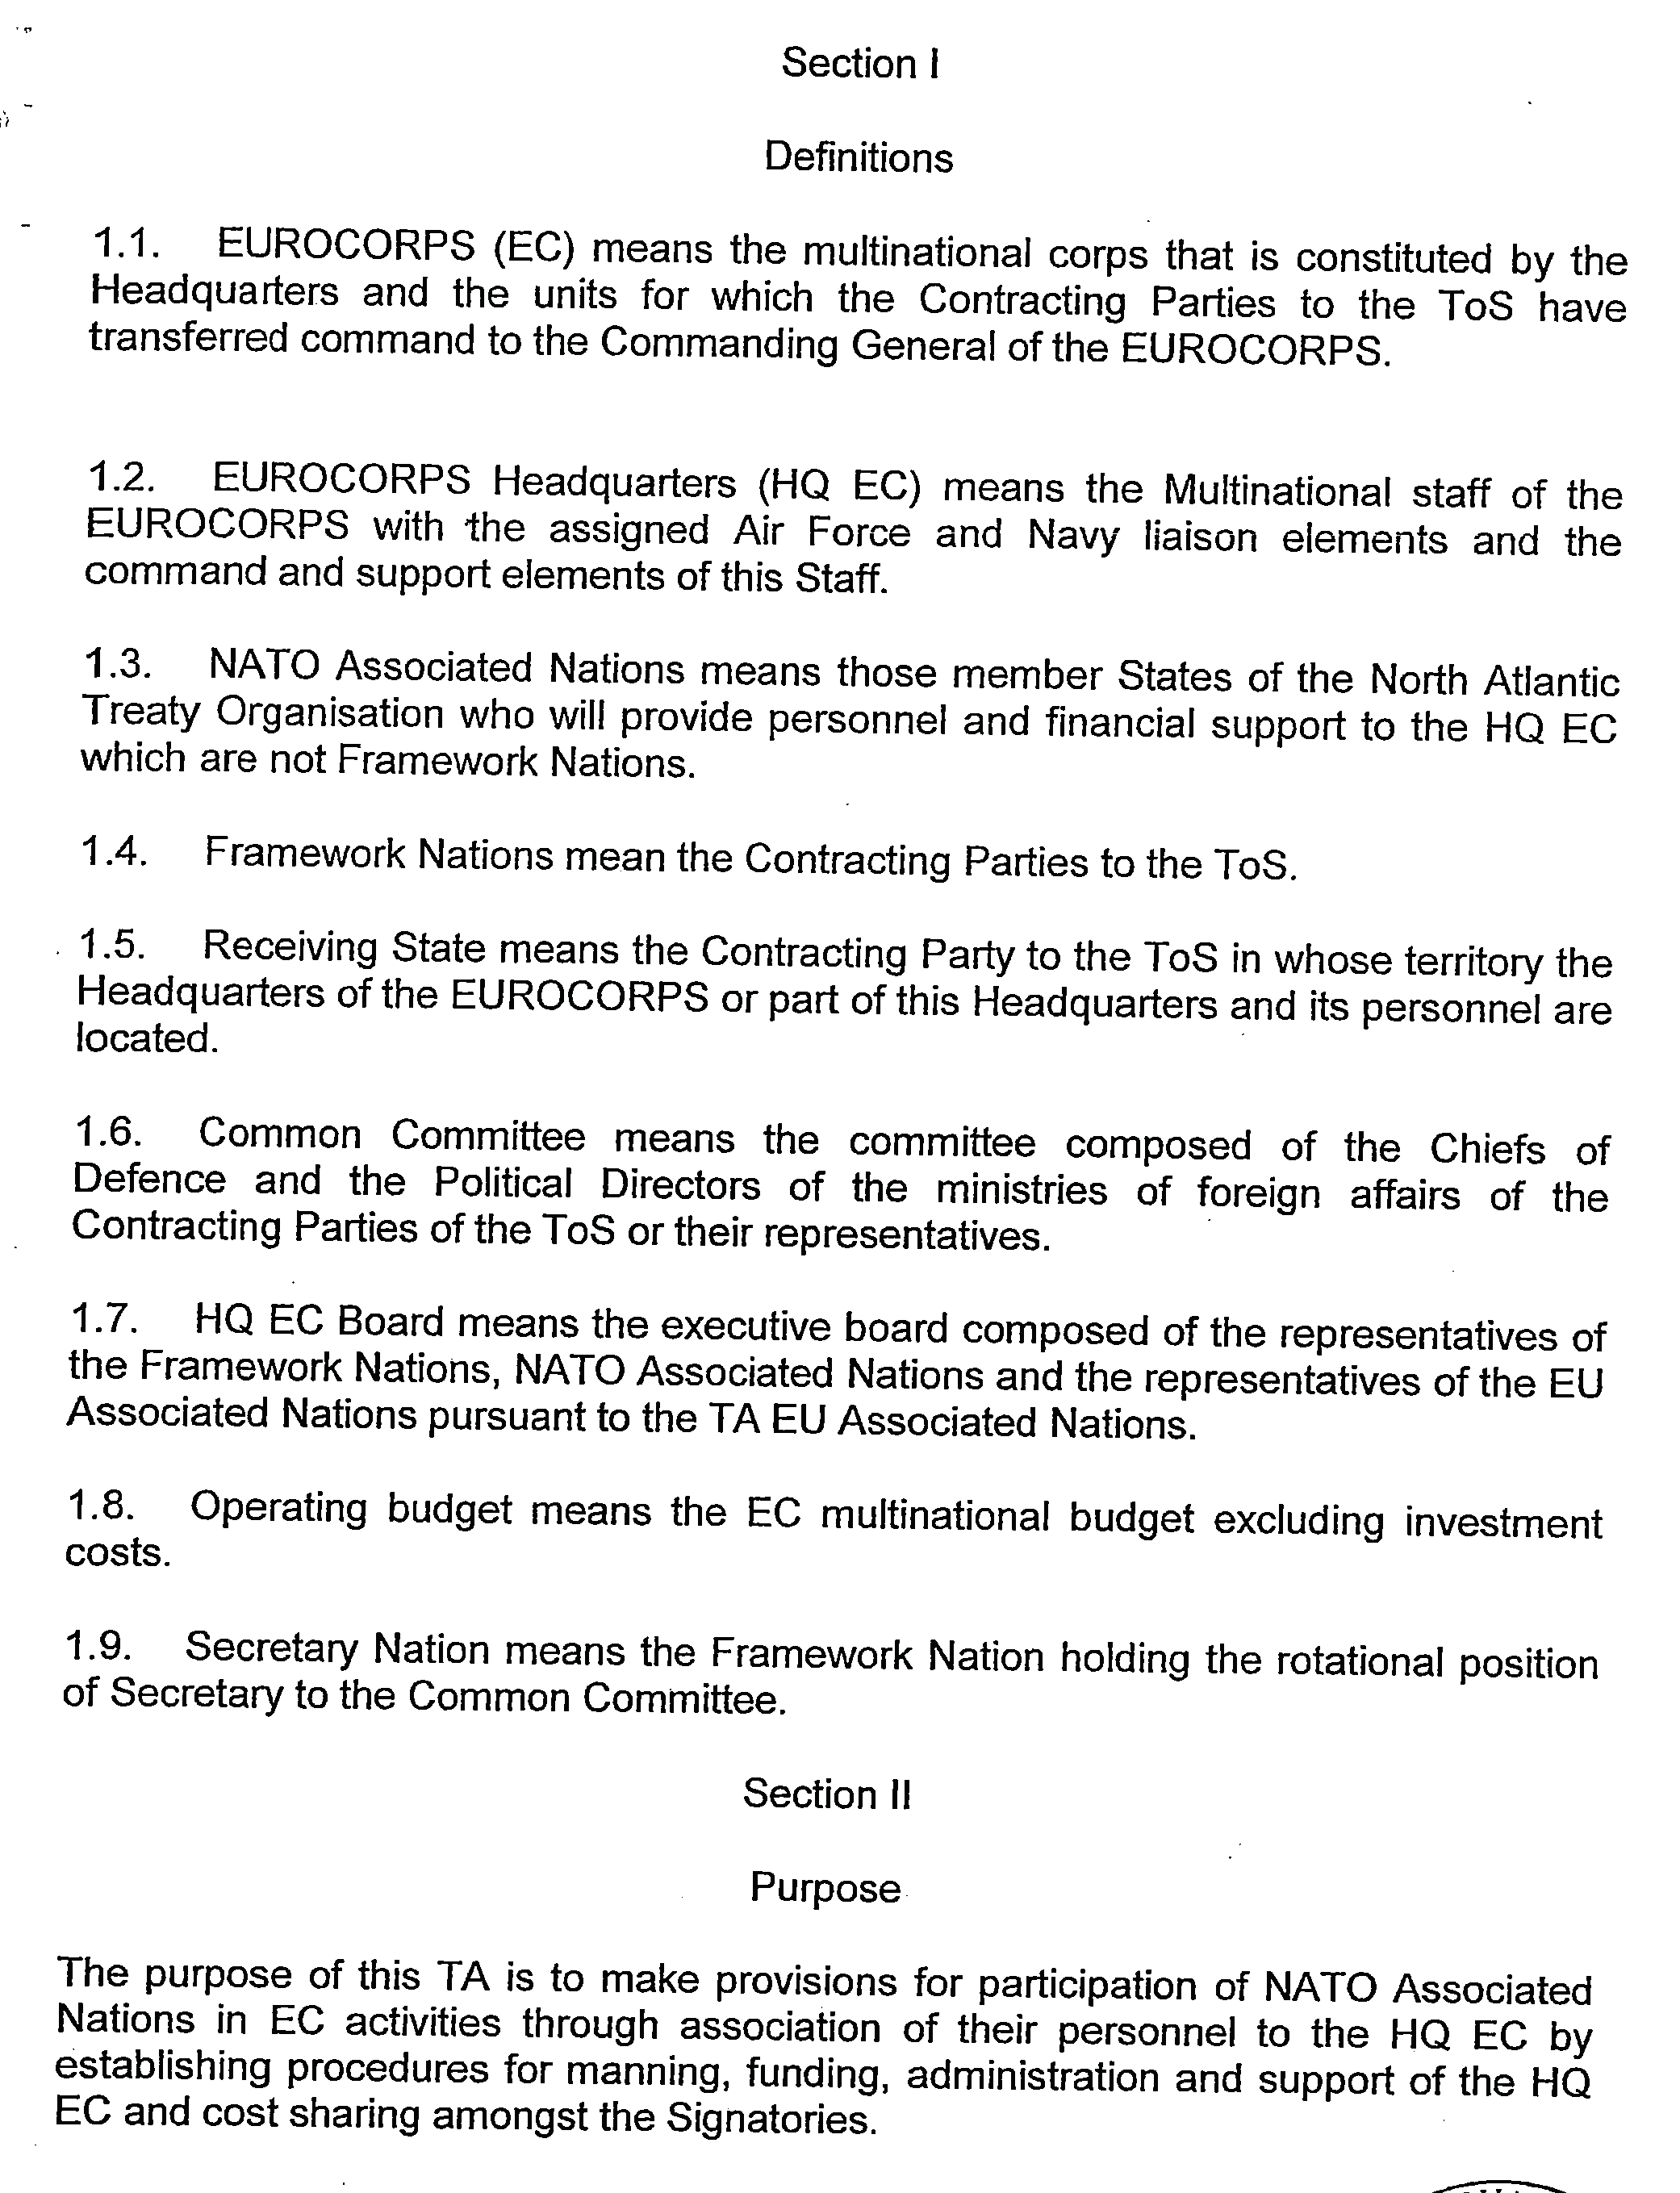 Section I
Definitions
1.1. EUROCORPS (EC) means the multinational corps that is constituted by the
Headquarters and the units for which the Contracting Parties to the ToS have
transferred command to the Commanding General of the EUROCORPS.
1.2. EUROCORPS Headquarters (HQ EC) means the Multinational staff of the
EUROCORPS with the assigned Air Force and Navy liaison elements and the
command and support elements of this Staff.
1.3. NATO Associated Nations means those member States of the North Atlantic
Treaty Organisation who will provide personnel and financial support to the HQ EC
which are not Framework Nations.
1.4. Framework Nations mean the Contracting Parties to the ToS.
1.5. Receiving State means the Contracting Party to the ToS in whose territory the
Headquarters of the EUROCORPS or part of this Headquarters and its personnel are
located.
1.6. Common Committee means the committee composed of the Chiefs of
Defence and the Political Directors of the ministries of foreign affairs of the
Contracting Parties of the ToS or their representatives.
1.7. HQ EC Board means the executive board composed of the representatives of
the Framework Nations, NATO Associated Nations and the representatives of the EU
Associated Nations pursuant to the TA EU Associated Nations.
1.8. Operating budget means the EC multinational budget excluding investment
costs.
1.9. Secretary Nation means the Framework Nation holding the rotational position
of Secretary to the Common Committee.
Section II
Purpose
The purpose of this TA is to make provisions for participation of NATO Associated
Nations in EC activities through association of their personnel to the HQ EC by
establishing procedures for manning, funding, administration and support of the HQ
EC and cost sharing amongst the Signatories.